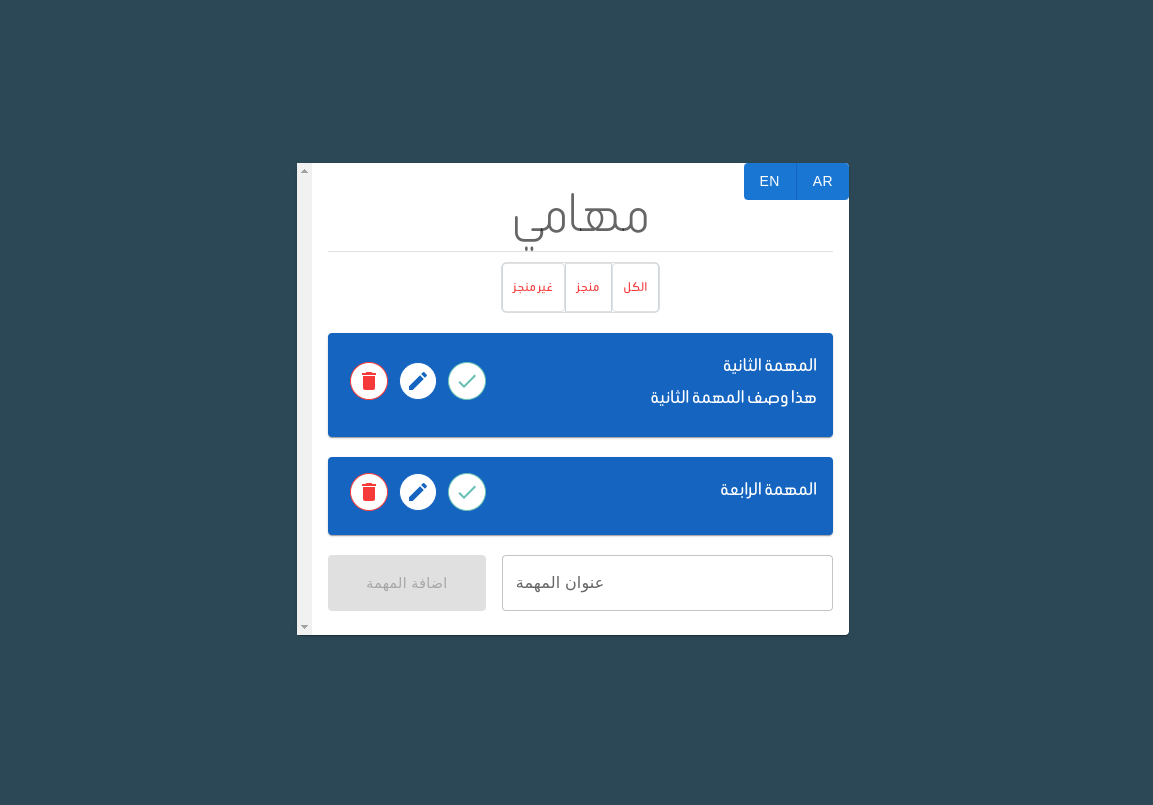 EN AR
مهامي
الكل منجز غير منجز
المهمة الثانية
هذا وصف المهمة الثانية
المهمة الرابعة
عنوان المهمة
اضافة المهمة